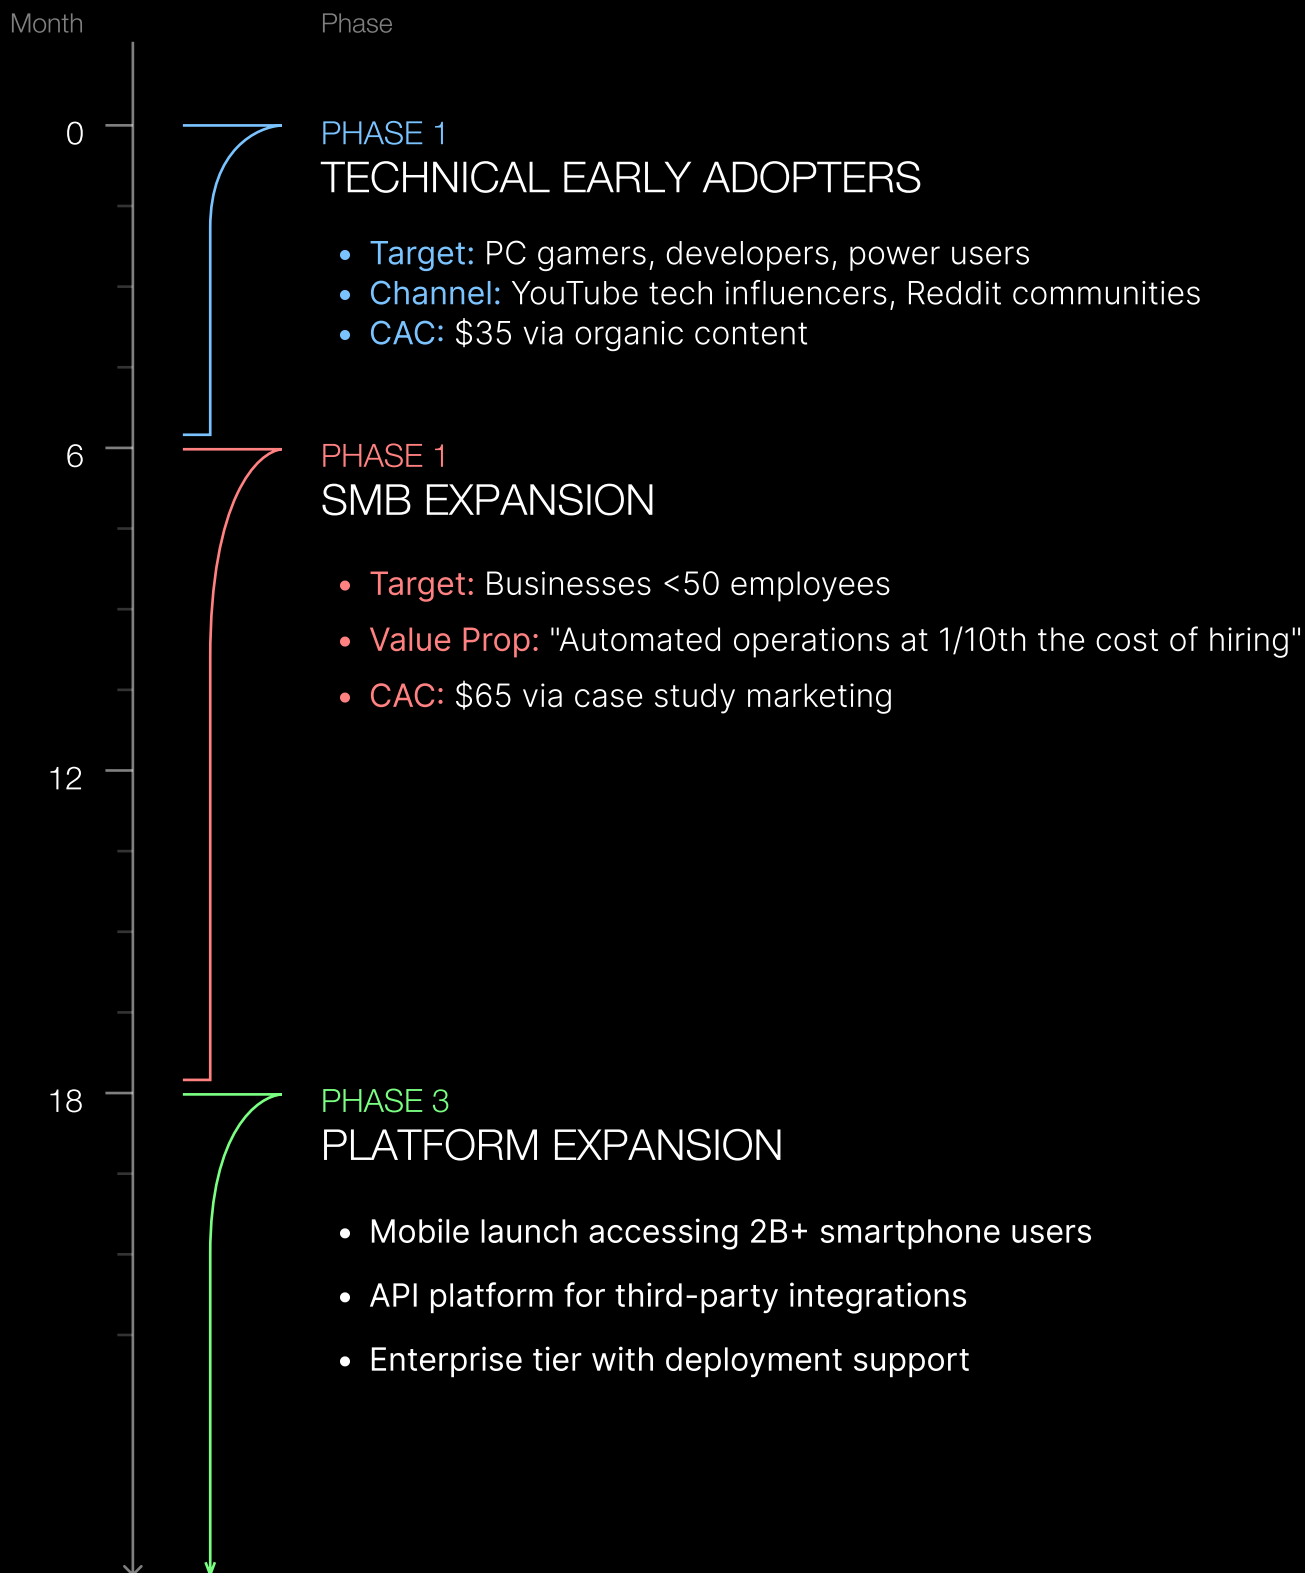 Month
Phase
0
PHASE 1
TECHNICAL EARLY ADOPTERS
• Target: PC gamers, developers, power users
• Channel: YouTube tech influencers, Reddit communities
• CAC: $35 via organic content
6
PHASE 1
SMB EXPANSION
• Target: Businesses <50 employees
• Value Prop: "Automated operations at 1/10th the cost of hiring"
• CAC: $65 via case study marketing
12
18
PHASE 3
PLATFORM EXPANSION
• Mobile launch accessing 2B+ smartphone users
• API platform for third-party integrations
• Enterprise tier with deployment support